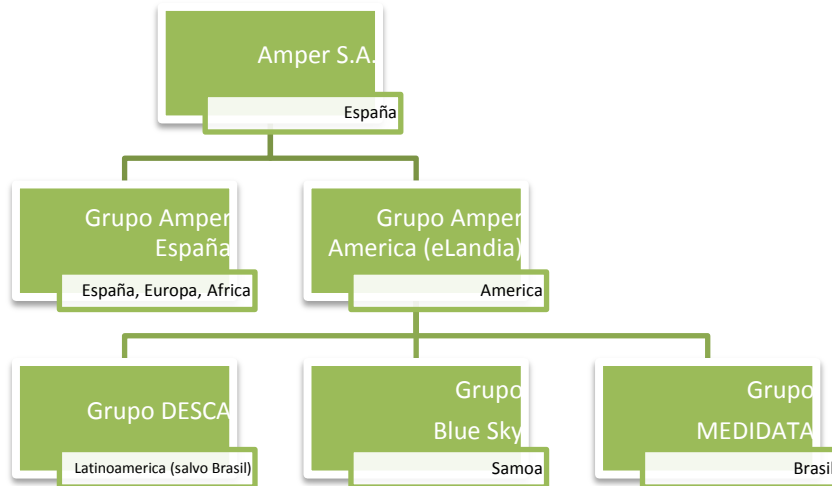 Amper S.A.
España
Grupo Amper
España
España, Europa, Africa
Grupo Amper
America (eLandia)
America
Grupo DESCA
Latinoamerica (salvo Brasil)
Grupo
Blue Sky
Samoa
Grupo
MEDIDATA
Brasil